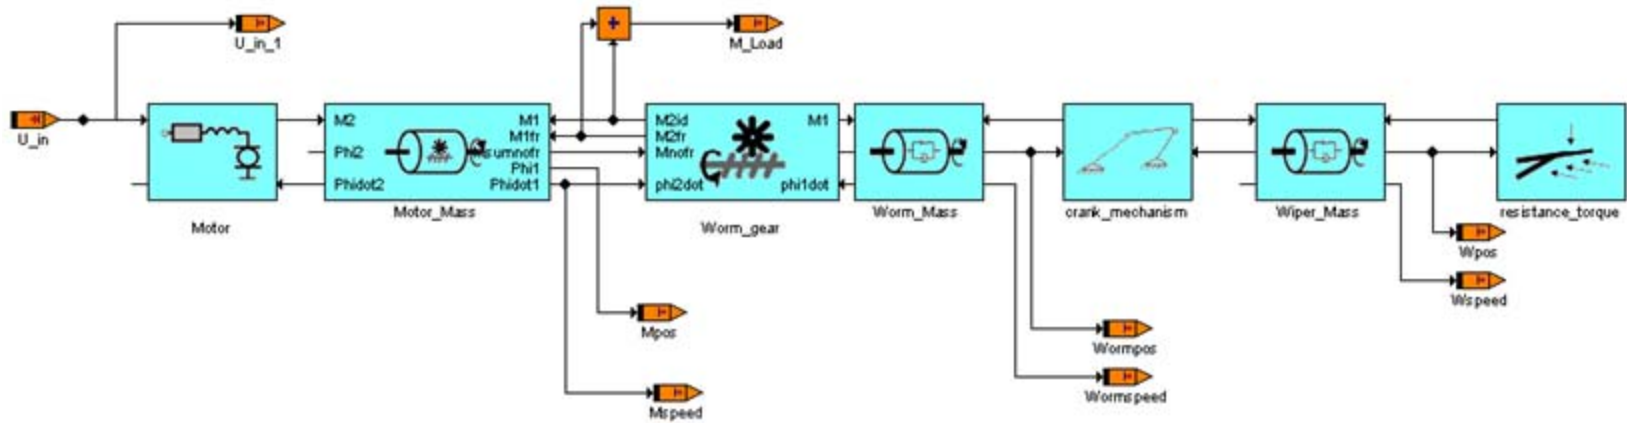 U_in_1
M_Load
U_in
M2
M1
M2id
M1
M1fr
M2fr
Phi2
sumnofr
Mnofr
Phi1
Phidot2
Phidot1
phi2dot
phi1dot
Motor
Motor_Mass
Worm_gear
Worm_Mass
crank_mechanism
Wiper_Mass
resistance_torque
Wpos
Wspeed
Mpos
Wormpos
Wormspeed
Mspeed